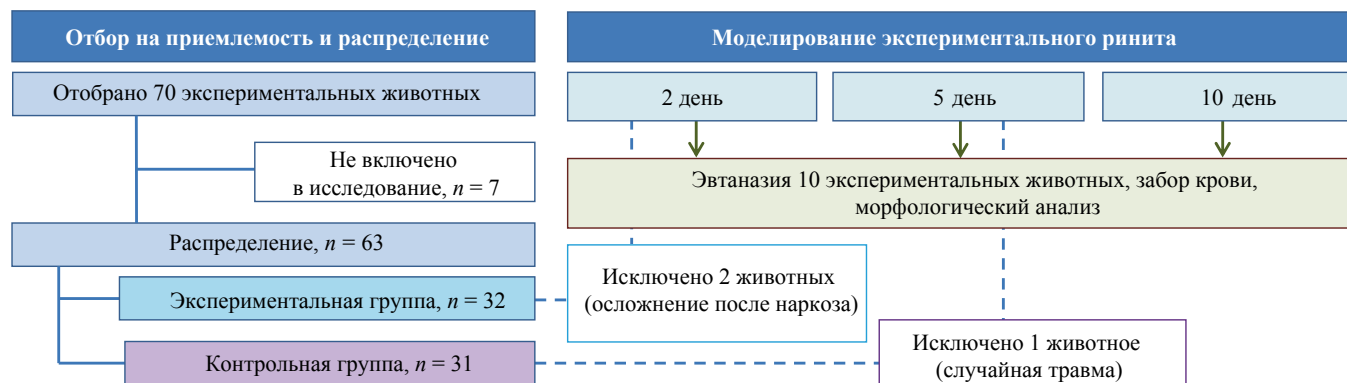 Отбор на приемлемость и распределение
Отобрано 70 экспериментальных животных
Не включено
в исследование, n = 7
Распределение, n = 63
Экспериментальная группа, n = 32
Контрольная группа, n = 31
Моделирование экспериментального ринита
2 день
5 день
10 день
Эвтаназия 10 экспериментальных животных, забор крови,
морфологический анализ
Исключено 2 животных
(осложнение после наркоза)
Исключено 1 животное
(случайная травма)